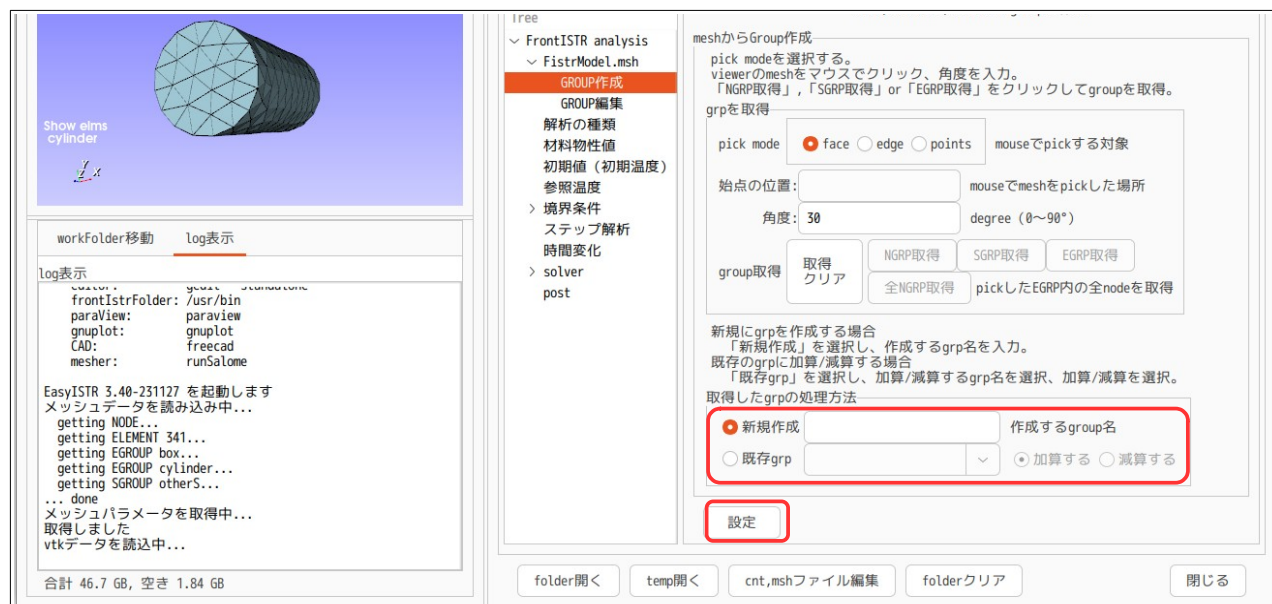 Show elms
cylinder
Y
Z X
workFolder移動 log表示
log表示
frontIstrFolder: /usr/bin
paraView: paraview
gnuplot: gnuplot
CAD: freecad
mesher: runSalome
EasyISTR 3.40-231127 を起動します
メッシュデータを読み込み中...
getting NODE...
getting ELEMENT 341...
getting EGROUP box...
getting EGROUP cylinder...
getting SGROUP otherS...
... done
メッシュパラメータを取得中...
取得しました
vtkデータを読込中...
合計 46.7 GB, 空き 1.84 GB
Tree
FrontISTR analysis
FistrModel.msh
GROUP作成
GROUP編集
解析の種類
材料物性値
初期値（初期温度）
参照温度
境界条件
ステップ解析
時間変化
solver
post
meshからGroup作成
pick modeを選択する。
viewerのmeshをマウスでクリック、角度を入力。
「NGRP取得」,「SGRP取得」or「EGRP取得」をクリックしてgroupを取得。
grpを取得
pick mode face edge points mouseでpickする対象
始点の位置: mouseでmeshをpickした場所
角度: 30 degree (0～90°)
group取得 取得クリア NGRP取得 SGRP取得 EGRP取得
全NGRP取得 pickしたEGRP内の全nodeを取得
新規にgrpを作成する場合
「新規作成」を選択し、作成するgrp名を入力。
既存のgrpに加算/減算する場合
「既存grp」を選択し、加算/減算するgrp名を選択、加算/減算を選択。
取得したgrpの処理方法
新規作成 作成するgroup名
既存grp 加算する 減算する
設定
folder開く temp開く cnt,mshファイル編集 folderクリア 閉じる